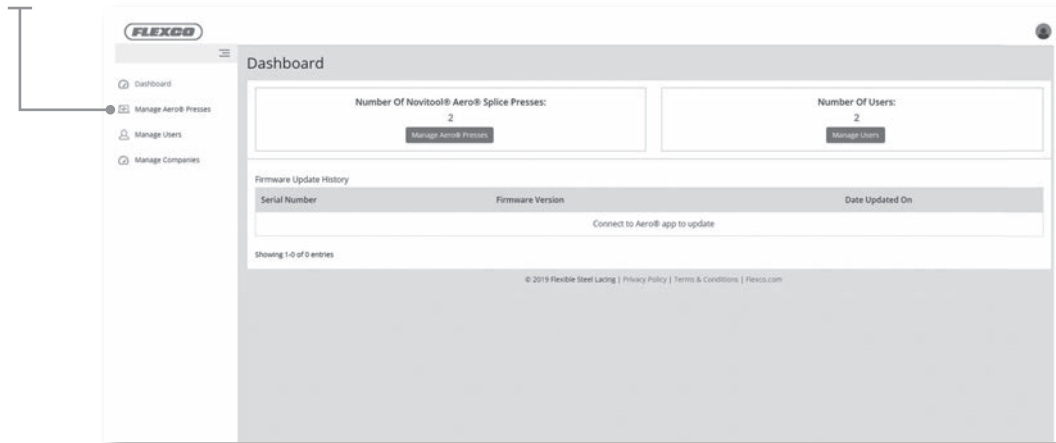 FLEXCO
Dashboard
Dashboard
Manage Aero® Presses
Manage Users
Manage Companies
Number Of Novitool® Aero® Splice Presses:
2
Manage Aero® Presses
Number Of Users:
2
Manage Users
Firmware Update History
Serial Number Firmware Version Date Updated On
Connect to Aero® app to update
Showing 1-0 of 0 entries
© 2019 Flexible Steel Lacing | Privacy Policy | Terms & Conditions | Flexco.com